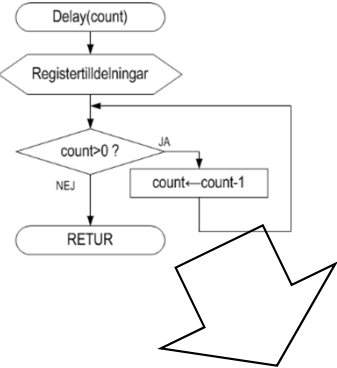 Delay(count)
Registertilldelningar
count>0 ?
JA
NEJ
count←count-1
RETUR